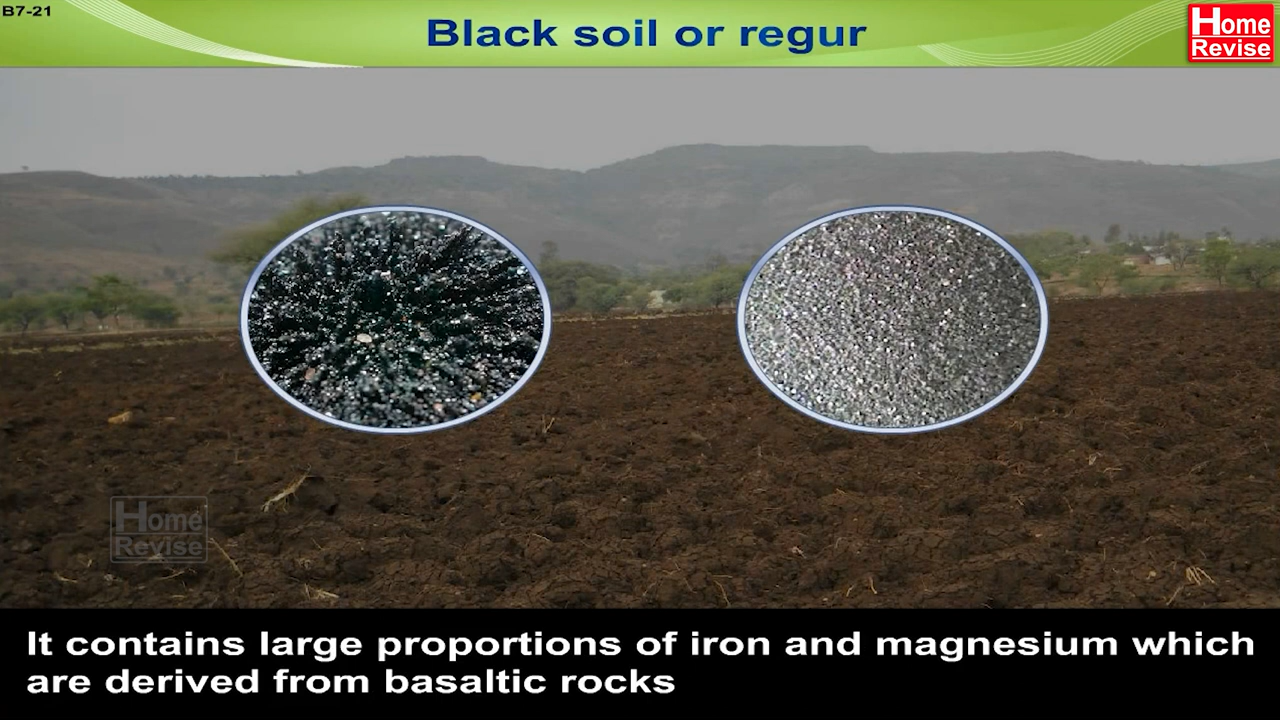 B7-21
Black soil or regur
Home
Revise
Home
Revise
It contains large proportions of iron and magnesium which
are derived from basaltic rocks